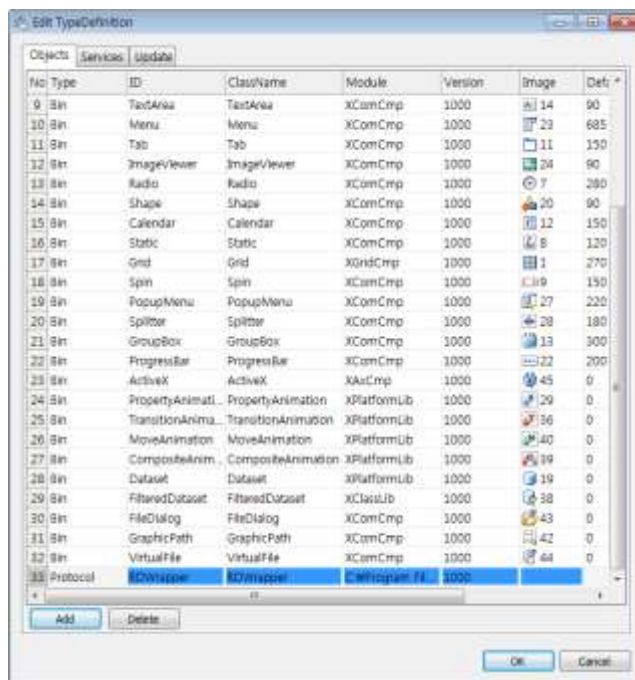 Edit TypeDefinition
Objects Services Update
No Type ID ClassName Module Version Image Defa
9 Bin TextArea TextArea XComCmp 1000 14 90
10 Bin Menu Menu XComCmp 1000 23 685
11 Bin Tab Tab XComCmp 1000 11 150
12 Bin ImageViewer ImageViewer XComCmp 1000 24 90
13 Bin Radio Radio XComCmp 1000 7 280
14 Bin Shape Shape XComCmp 1000 20 90
15 Bin Calendar Calendar XComCmp 1000 12 150
16 Bin Static Static XComCmp 1000 8 120
17 Bin Grid Grid XGridCmp 1000 1 270
18 Bin Spin Spin XComCmp 1000 9 150
19 Bin PopupMenu PopupMenu XComCmp 1000 27 220
20 Bin Splitter Splitter XComCmp 1000 28 180
21 Bin GroupBox GroupBox XComCmp 1000 13 300
22 Bin ProgressBar ProgressBar XComCmp 1000 22 200
23 Bin ActiveX ActiveX XAxCmp 1000 45 0
24 Bin PropertyAnimati... PropertyAnimation XPlatformLib 1000 29 0
25 Bin TransitionAnima... TransitionAnimation XPlatformLib 1000 36 0
26 Bin MoveAnimation MoveAnimation XPlatformLib 1000 40 0
27 Bin CompositeAnim... CompositeAnimation XPlatformLib 1000 39 0
28 Bin Dataset Dataset XPlatformLib 1000 19 0
29 Bin FilteredDataset FilteredDataset XClassLib 1000 38 0
30 Bin FileDialog FileDialog XComCmp 1000 43 0
31 Bin GraphicPath GraphicPath XComCmp 1000 42 0
32 Bin VirtualFile VirtualFile XComCmp 1000 44 0
33 Protocol RDWrapper RDWrapper C:₩Program Fil... 1000
Add Delete
OK Cancel